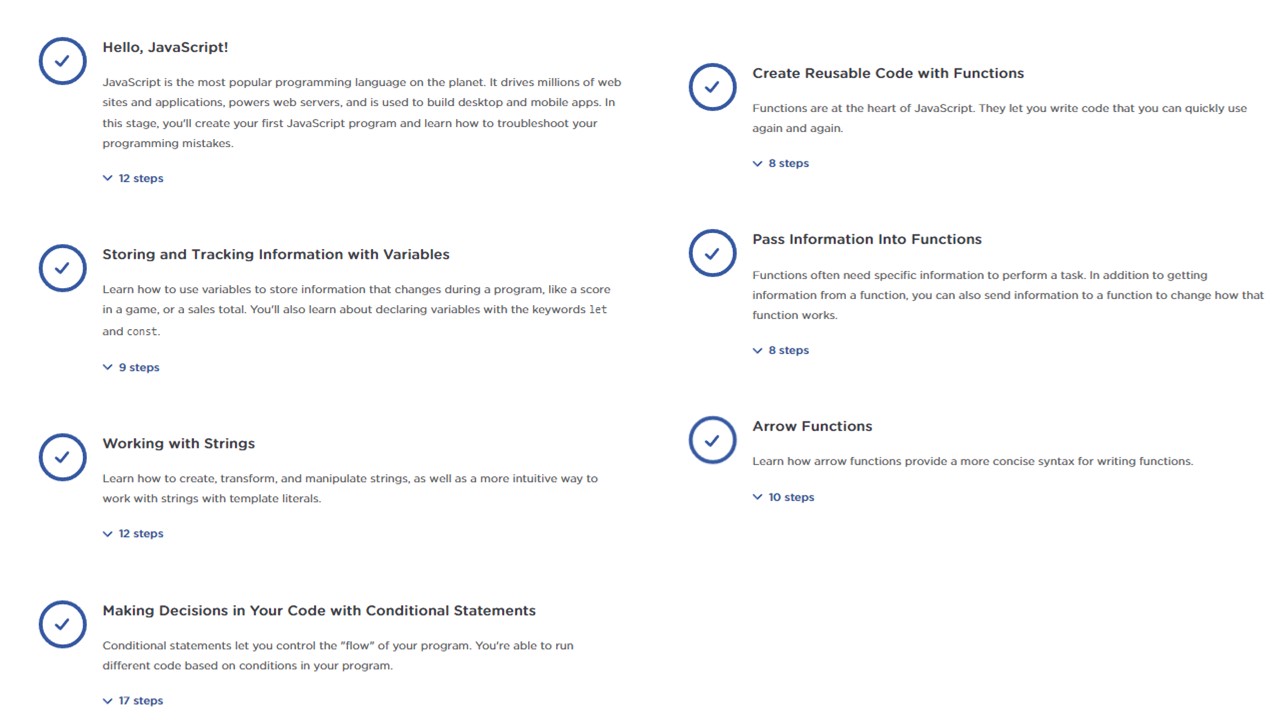 Hello, JavaScript!
JavaScript is the most popular programming language on the planet. It drives millions of web
sites and applications, powers web servers, and is used to build desktop and mobile apps. In
this stage, you'll create your first JavaScript program and learn how to troubleshoot your
programming mistakes.
12 steps
Storing and Tracking Information with Variables
Learn how to use variables to store information that changes during a program, like a score
in a game, or a sales total. You'll also learn about declaring variables with the keywords let
and const.
9 steps
Working with Strings
Learn how to create, transform, and manipulate strings, as well as a more intuitive way to
work with strings with template literals.
12 steps
Making Decisions in Your Code with Conditional Statements
Conditional statements let you control the "flow" of your program. You're able to run
different code based on conditions in your program.
17 steps
Create Reusable Code with Functions
Functions are at the heart of JavaScript. They let you write code that you can quickly use
again and again.
8 steps
Pass Information Into Functions
Functions often need specific information to perform a task. In addition to getting
information from a function, you can also send information to a function to change how that
function works.
8 steps
Arrow Functions
Learn how arrow functions provide a more concise syntax for writing functions.
10 steps